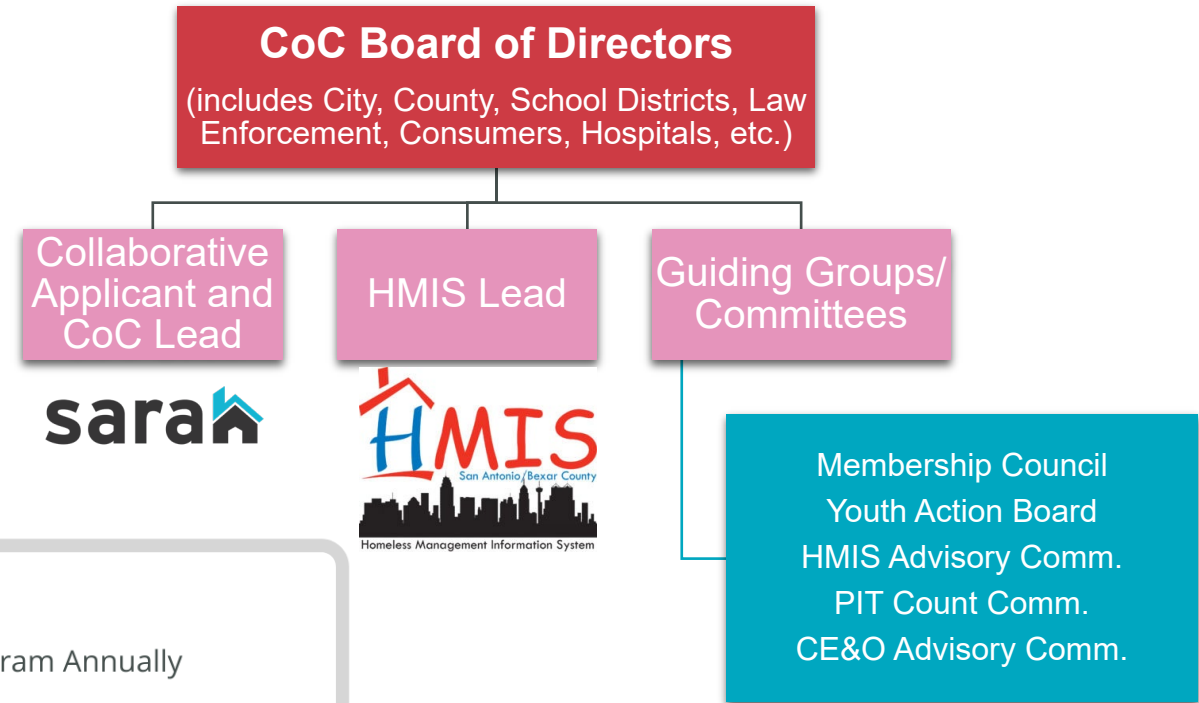 CoC Board of Directors
(includes City, County, School Districts, Law
Enforcement, Consumers, Hospitals, etc.)
Collaborative
Applicant and
CoC Lead
HMIS Lead
Guiding Groups/
Committees
sarah
HMIS
San Antonio/Bexar County
Homeless Management Information System
Membership Council
Youth Action Board
HMIS Advisory Comm.
PIT Count Comm.
CE&O Advisory Comm.
ram Annually